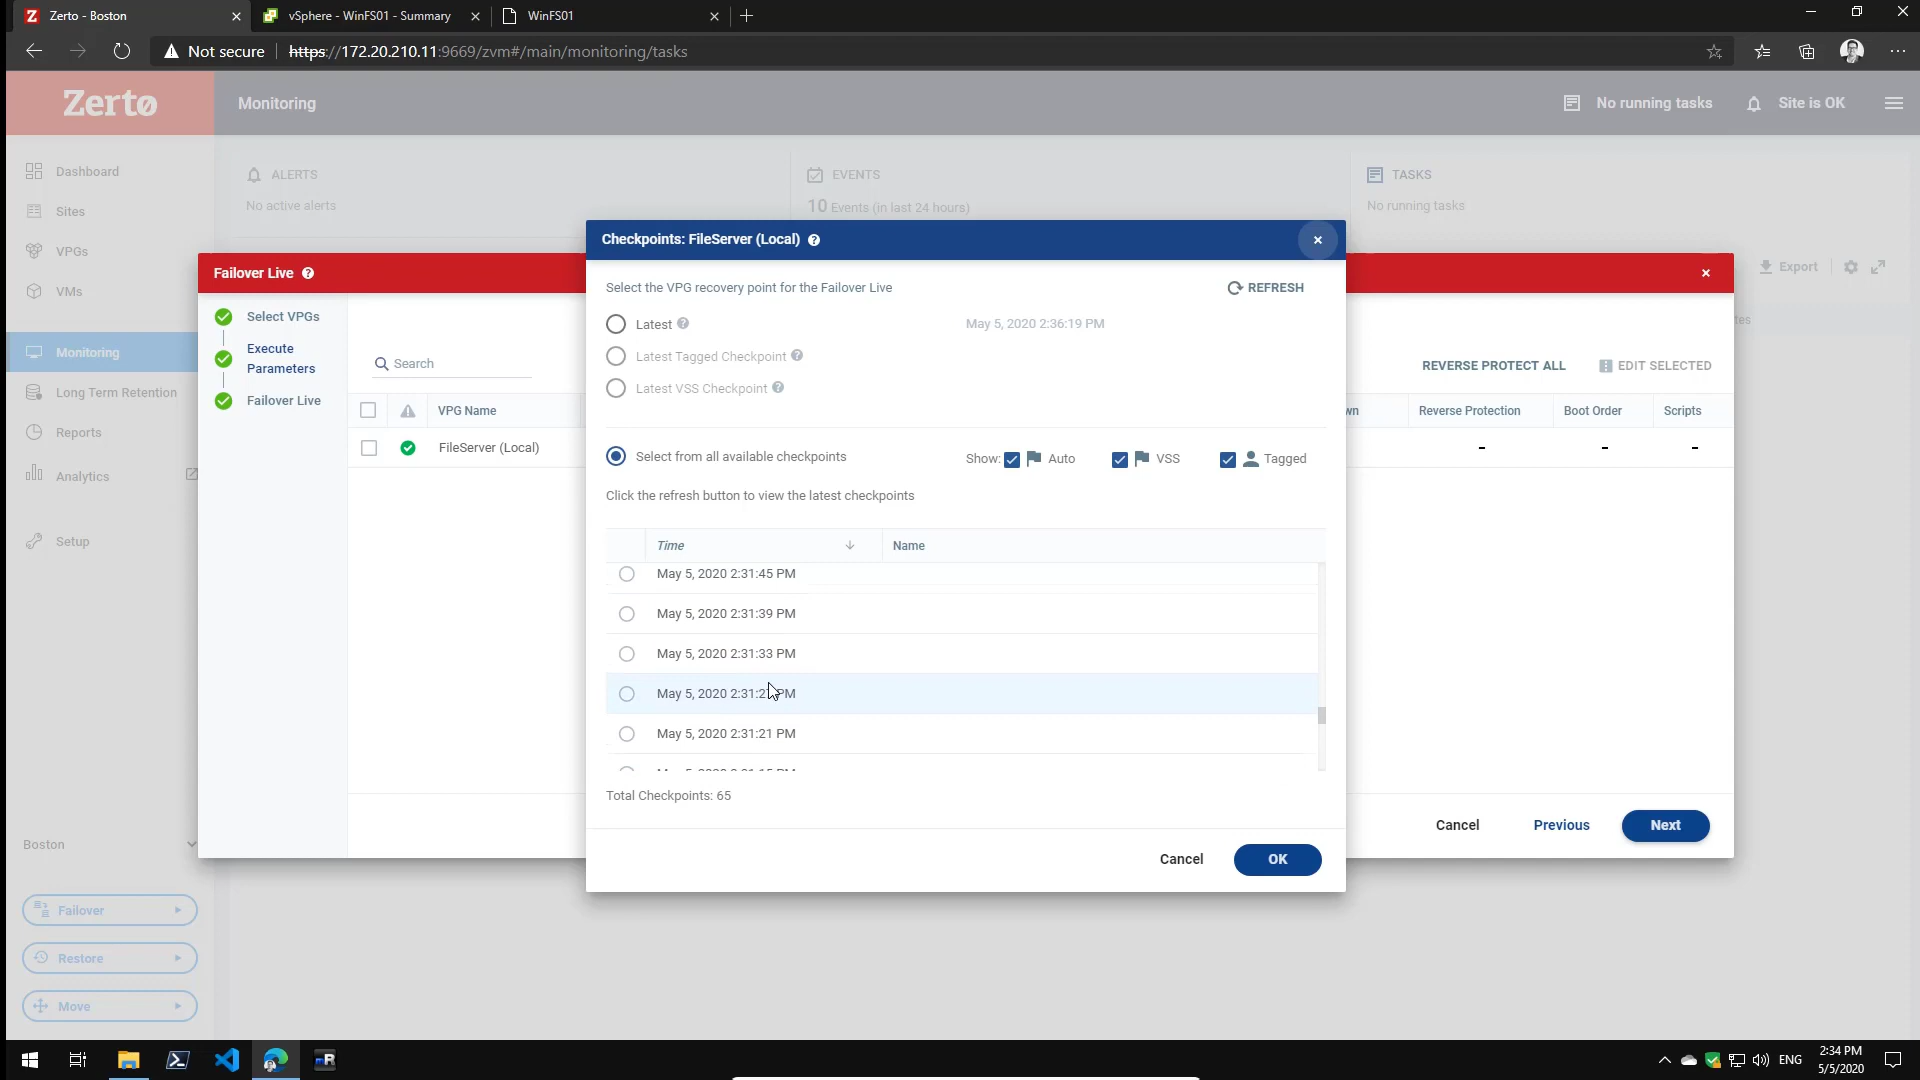 Zerto - Boston
vSphere - WinFS01 - Summary
WinFS01
Not secure
https://172.20.210.11:9669/zvm#/main/monitoring/tasks
Zerto
Monitoring
No running tasks
Site is OK
Dashboard
Sites
VPGs
VMs
Monitoring
Long Term Retention
Reports
Analytics
Setup
Boston
Failover
Restore
Move
ALERTS
No active alerts
EVENTS
10 Events (in last 24 hours)
TASKS
No running tasks
Export
Failover Live
Select VPGs
Execute
Parameters
Failover Live
Search
REVERSE PROTECT ALL
EDIT SELECTED
VPG Name
Reverse Protection
Boot Order
Scripts
FileServer (Local)
-
-
-
Cancel
Previous
Next
Checkpoints: FileServer (Local)
Select the VPG recovery point for the Failover Live
REFRESH
Latest
May 5, 2020 2:36:19 PM
Latest Tagged Checkpoint
Latest VSS Checkpoint
Select from all available checkpoints
Show: Auto VSS Tagged
Click the refresh button to view the latest checkpoints
Time
Name
May 5, 2020 2:31:45 PM
May 5, 2020 2:31:39 PM
May 5, 2020 2:31:33 PM
May 5, 2020 PM
May 5, 2020 2:31:21 PM
Total Checkpoints: 65
Cancel
OK
ENG
2:34 PM
5/5/2020